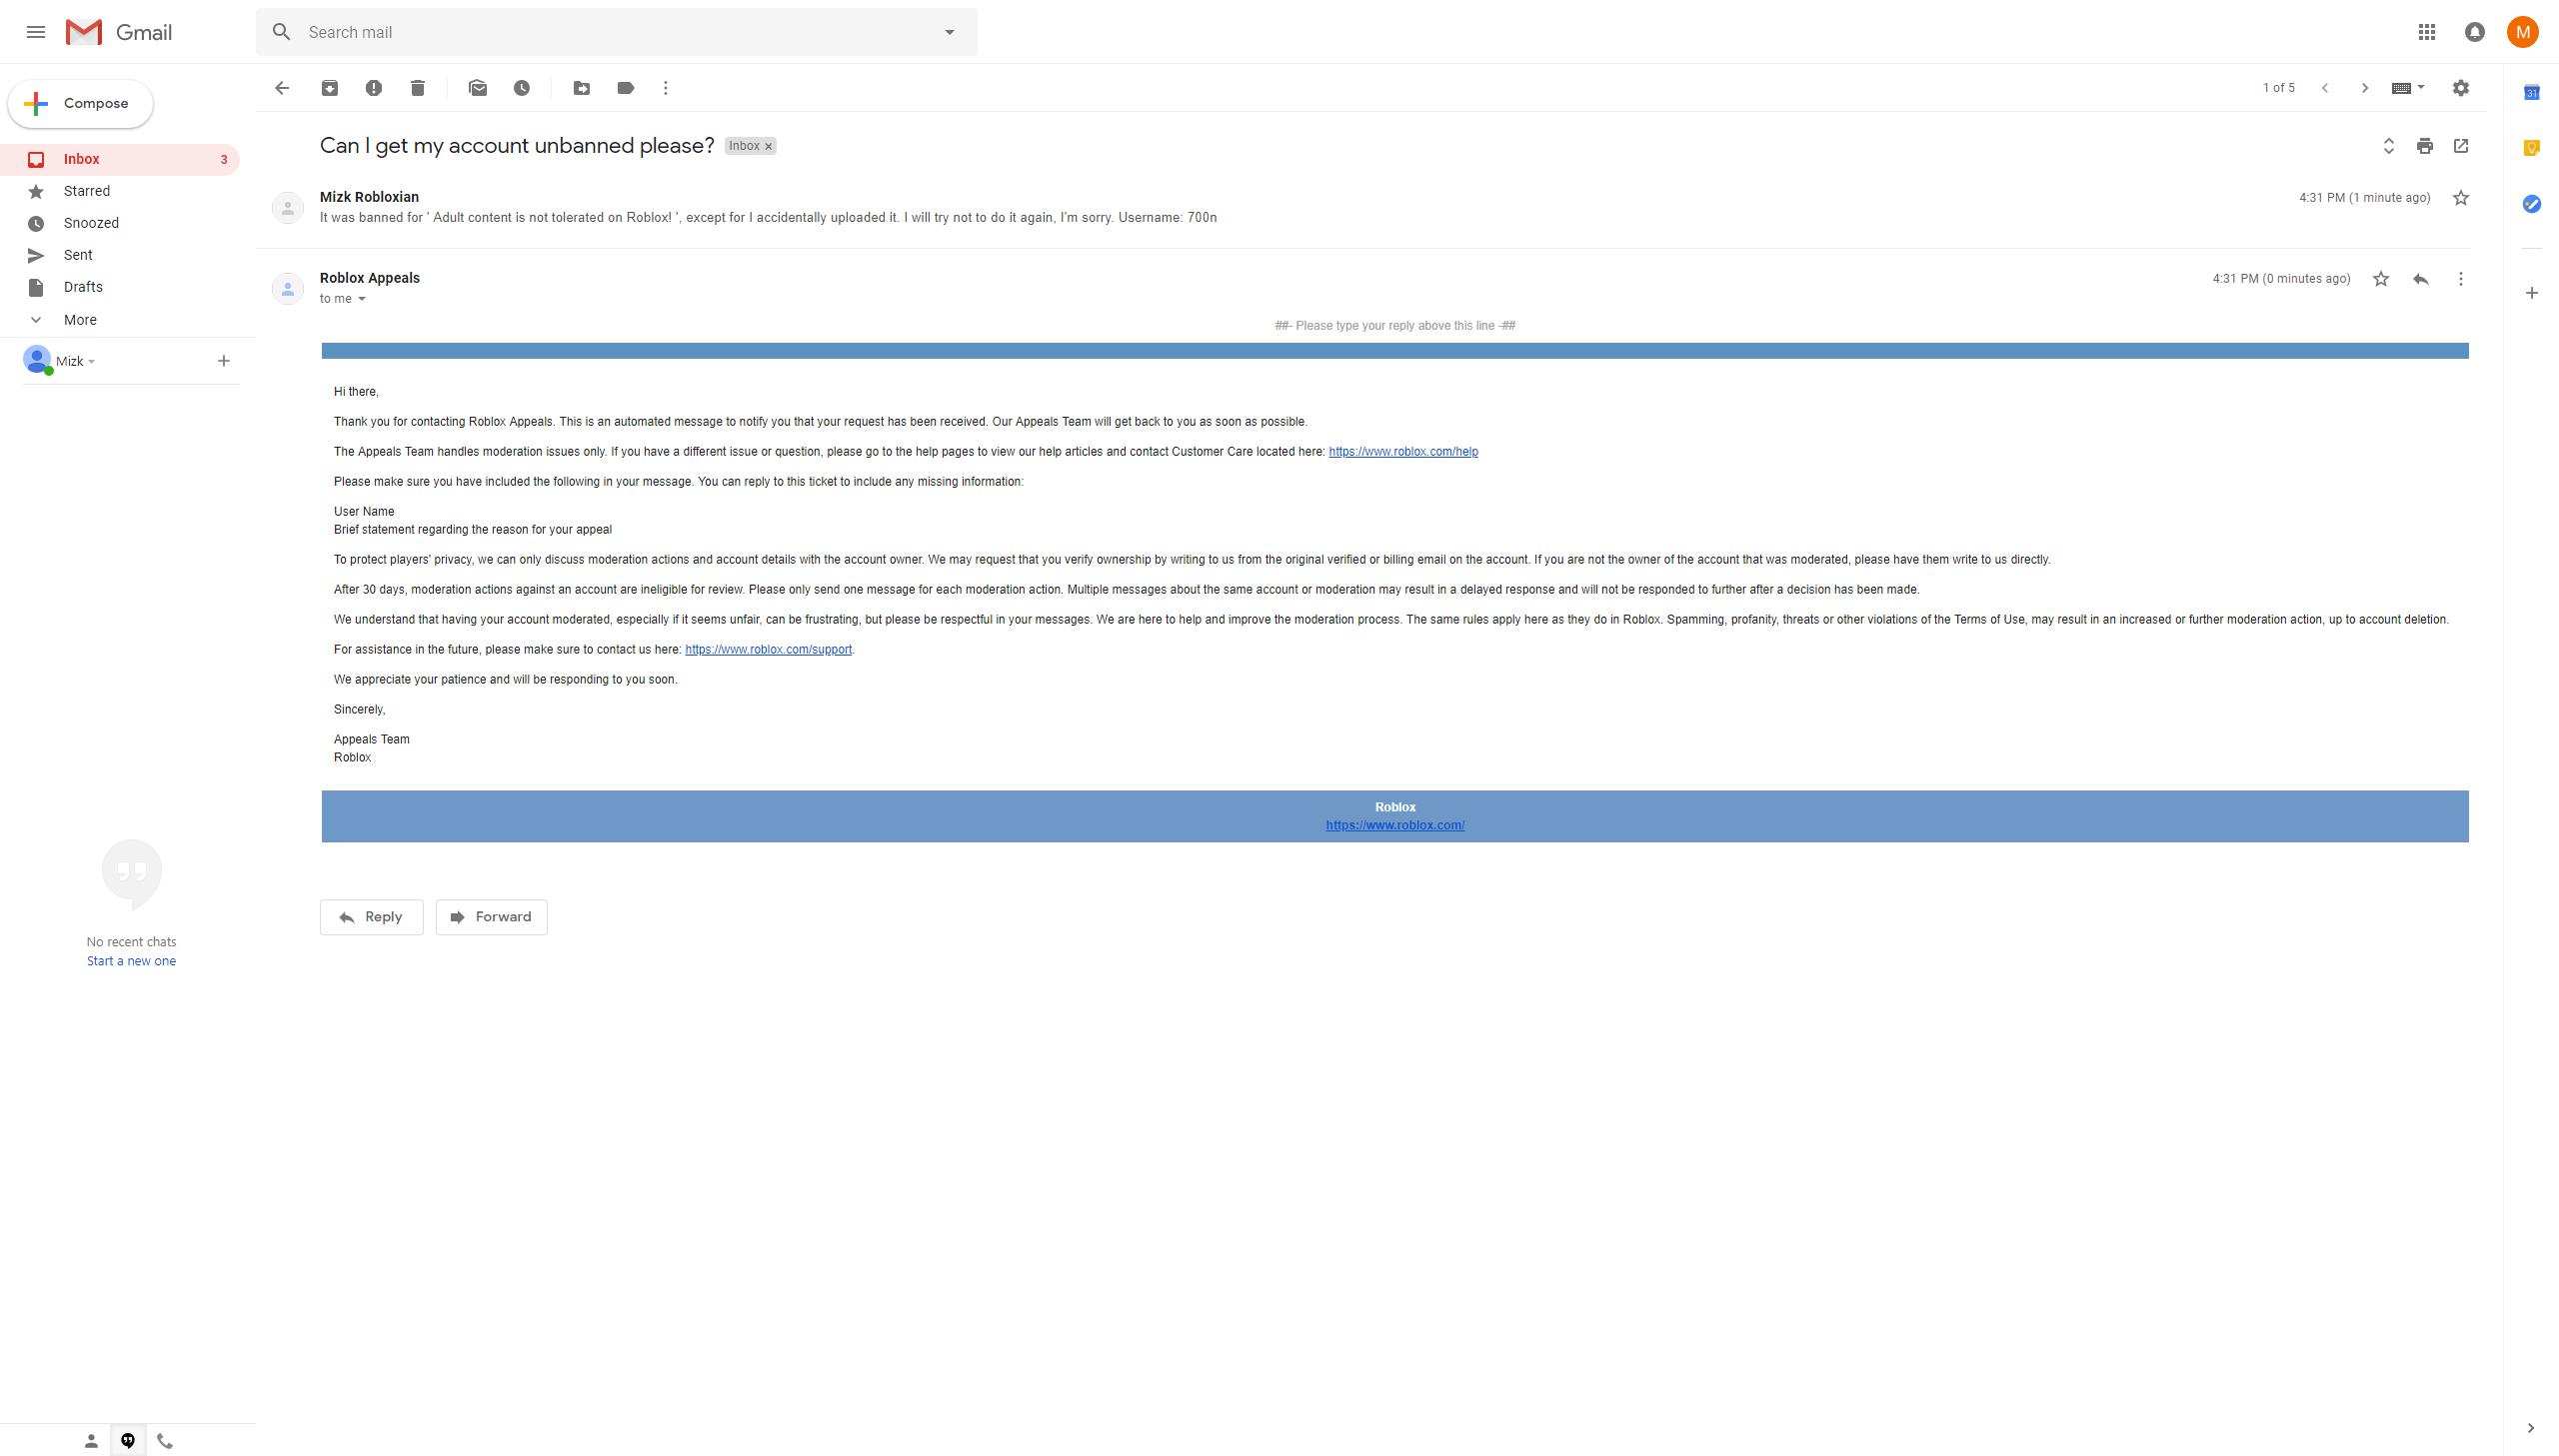 Gmail
Search mail
M
Compose
1 of 5
31
Can I get my account unbanned please?
Inbox x
Inbox 3
Starred
Snoozed
Sent
Drafts
More
Mizk
Mizk Robloxian
4:31 PM (1 minute ago)
It was banned for ' Adult content is not tolerated on Roblox! ', except for I accidentally uploaded it. I will try not to do it again, I'm sorry. Username: 700n
Roblox Appeals
4:31 PM (0 minutes ago)
to me
##- Please type your reply above this line -##
Hi there,
Thank you for contacting Roblox Appeals. This is an automated message to notify you that your request has been received. Our Appeals Team will get back to you as soon as possible.
The Appeals Team handles moderation issues only. If you have a different issue or question, please go to the help pages to view our help articles and contact Customer Care located here: https://www.roblox.com/help
Please make sure you have included the following in your message. You can reply to this ticket to include any missing information:
User Name
Brief statement regarding the reason for your appeal
To protect players' privacy, we can only discuss moderation actions and account details with the account owner. We may request that you verify ownership by writing to us from the original verified or billing email on the account. If you are not the owner of the account that was moderated, please have them write to us directly.
After 30 days, moderation actions against an account are ineligible for review. Please only send one message for each moderation action. Multiple messages about the same account or moderation may result in a delayed response and will not be responded to further after a decision has been made.
We understand that having your account moderated, especially if it seems unfair, can be frustrating, but please be respectful in your messages. We are here to help and improve the moderation process. The same rules apply here as they do in Roblox. Spamming, profanity, threats or other violations of the Terms of Use, may result in an increased or further moderation action, up to account deletion.
For assistance in the future, please make sure to contact us here: https://www.roblox.com/support.
We appreciate your patience and will be responding to you soon.
Sincerely,
Appeals Team
Roblox
Roblox
https://www.roblox.com/
Reply
Forward
No recent chats
Start a new one